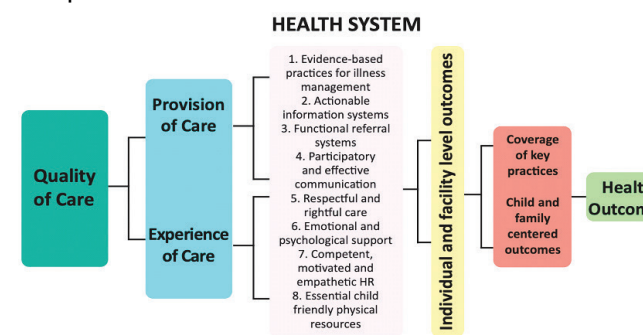 HEALTH SYSTEM
Quality
of Care
Provision
of Care
Experience
of Care
1. Evidence-based
practices for illness
management
2. Actionable
information systems
3. Functional referral
systems
4. Participatory
and effective
communication
5. Respectful and
rightful care
6. Emotional and
psychological support
7. Competent,
motivated and
empathetic HR
8. Essential child
friendly physical
resources
Individual and facility level outcomes
Coverage
of key
practices
Child and
family
centered
outcomes